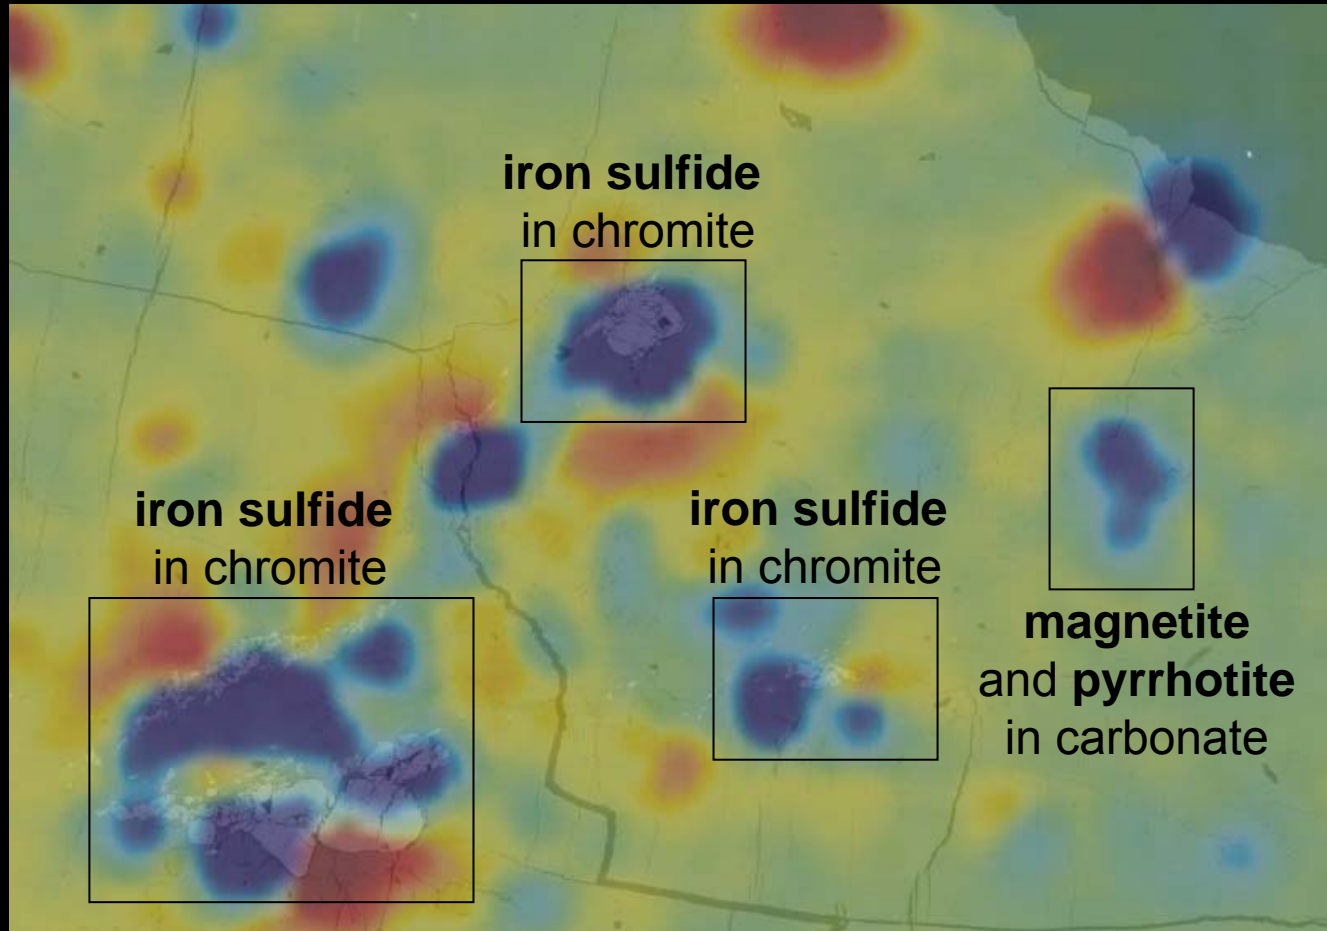 iron sulfide
in chromite
iron sulfide
in chromite
iron sulfide
in chromite
magnetite
and pyrrhotite
in carbonate